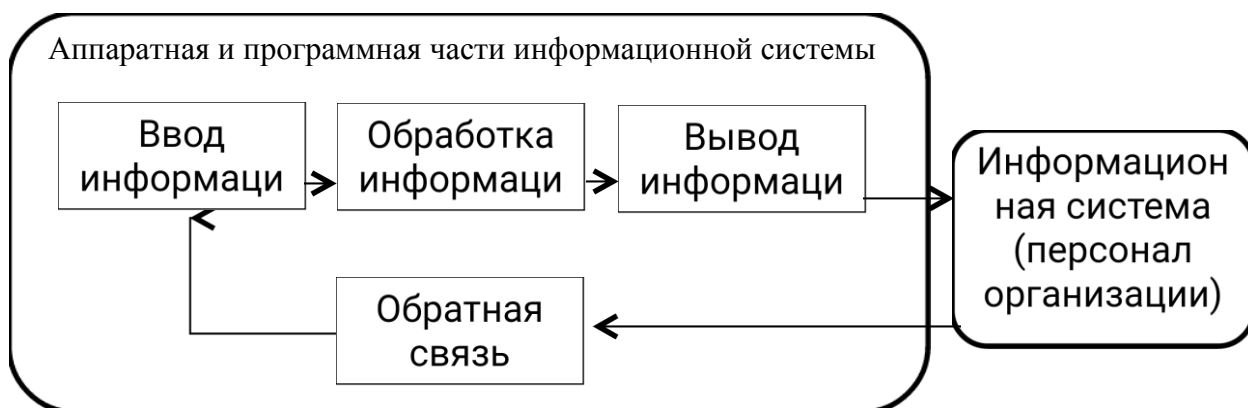 Аппаратная и программная части информационной системы
Ввод
информаци
Обработка
информаци
Вывод
информаци
Информацион
ная система
(персонал
организации)
Обратная
связь